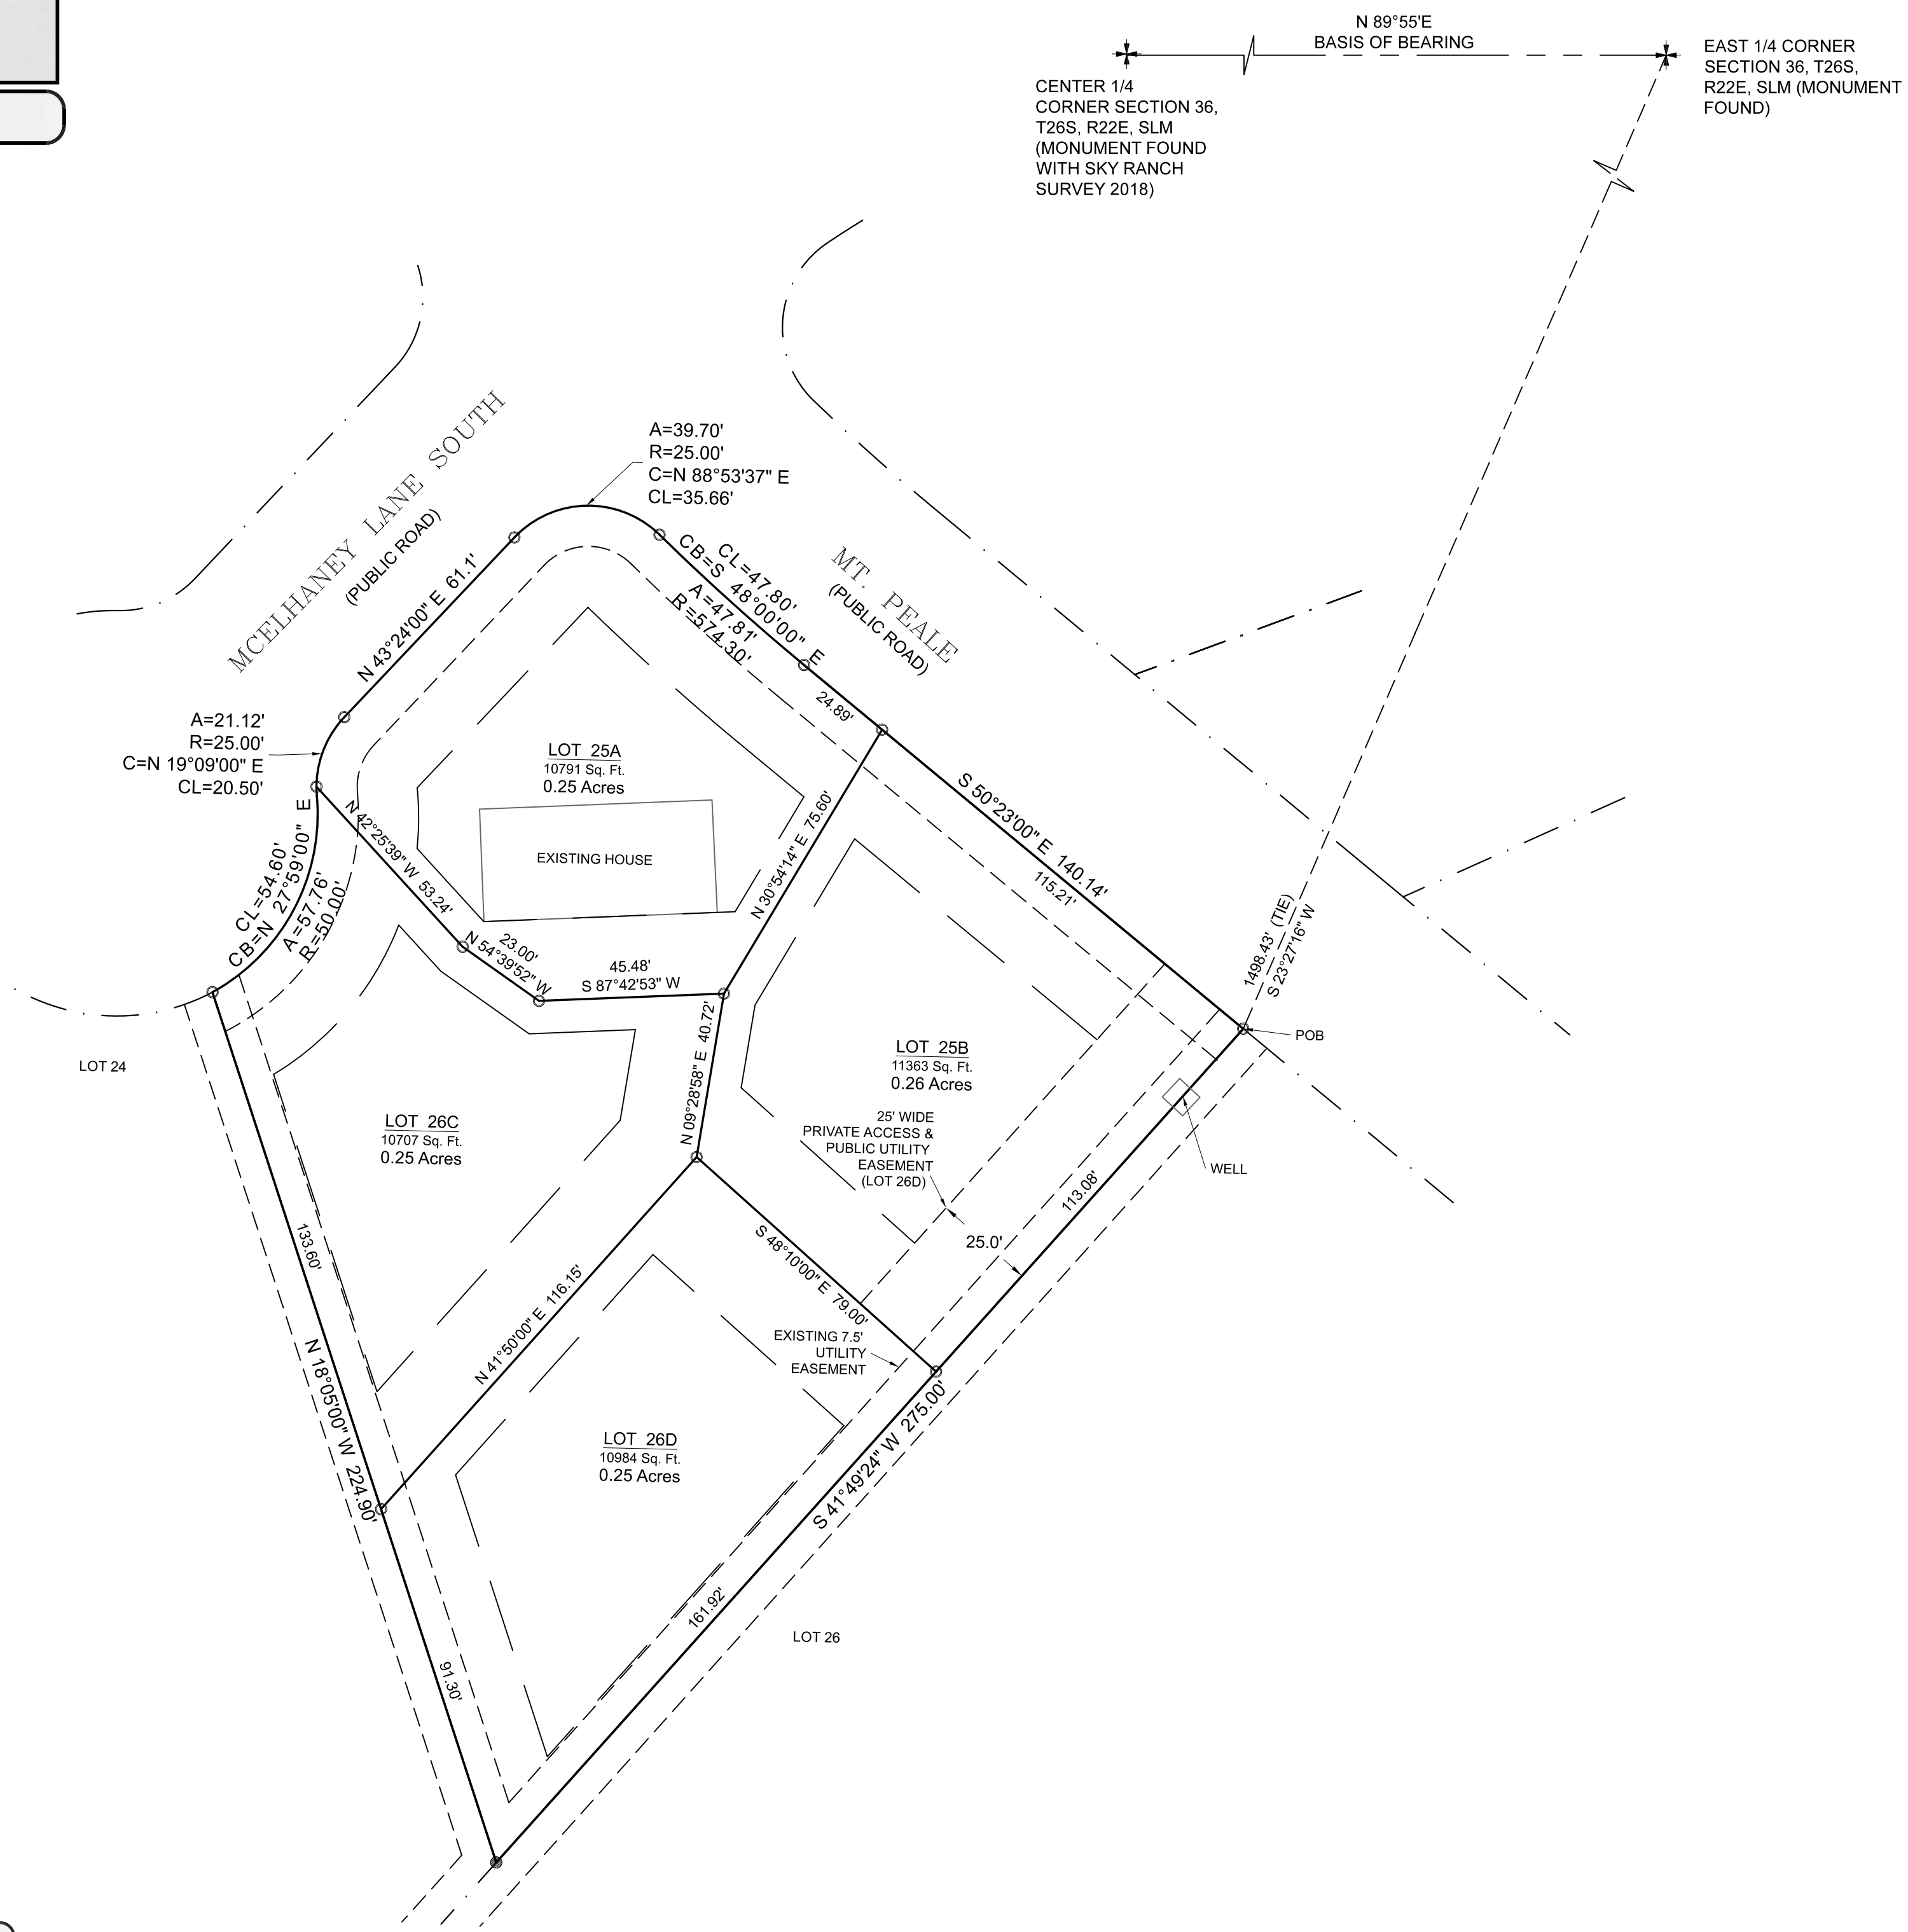 N 89°55'E
BASIS OF BEARING
EAST 1/4 CORNER
SECTION 36, T26S,
R22E, SLM (MONUMENT
FOUND)
CENTER 1/4
CORNER SECTION 36,
T26S, R22E, SLM
(MONUMENT FOUND
WITH SKY RANCH
SURVEY 2018)
MCELHANEY LANE SOUTH
(PUBLIC ROAD)
A=39.70'
R=25.00'
C=N 88°53'37" E
CL=35.66'
N 43°24'00" E 61.1'
CL=47.80'
CB=S 48°00'00" E
A=47.81'
R=574.30'
MT. PEALE
(PUBLIC ROAD)
24.89'
A=21.12'
R=25.00'
C=N 19°09'00" E
CL=20.50'
LOT 25A
10791 Sq. Ft.
0.25 Acres
EXISTING HOUSE
N 42°25'39" W 53.24'
N 30°54'14" E 75.60'
S 50°23'00" E 140.14'
115.21'
CL=54.60'
CB=N 27°59'00" E
A=57.76'
R=50.00'
23.00'
N 54°39'52" W
45.48'
S 87°42'53" W
1498.43' (TIE)
S 23°27'16" W
POB
LOT 24
N 09°28'58" E 40.72'
LOT 25B
11363 Sq. Ft.
0.26 Acres
25' WIDE
PRIVATE ACCESS &
PUBLIC UTILITY
EASEMENT
(LOT 26D)
LOT 26C
10707 Sq. Ft.
0.25 Acres
WELL
113.08'
25.0'
133.60'
S 48°10'00" E 79.00'
N 41°50'00" E 116.15'
EXISTING 7.5'
UTILITY
EASEMENT
N 18°05'00" W 224.90'
LOT 26D
10984 Sq. Ft.
0.25 Acres
S 41°49'24" W 275.00'
161.92'
LOT 26
91.30'